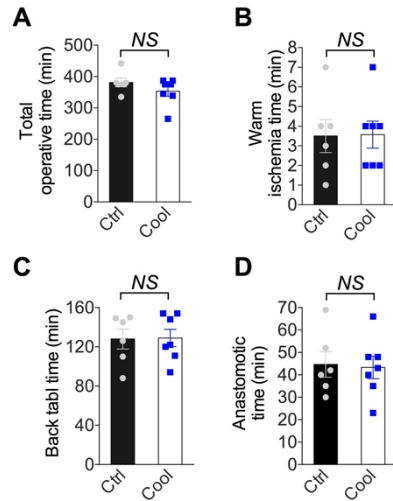 A
Total
operative time (min)
500
400
300
200
100
0
NS
Ctrl
Cool
B
Warm
ischemia time (min)
8
7
6
5
4
3
2
1
0
NS
Ctrl
Cool
C
Back tabl time (min)
160
120
80
40
0
NS
Ctrl
Cool
D
Anastomotic
time (min)
70
60
50
40
30
20
10
0
NS
Ctrl
Cool